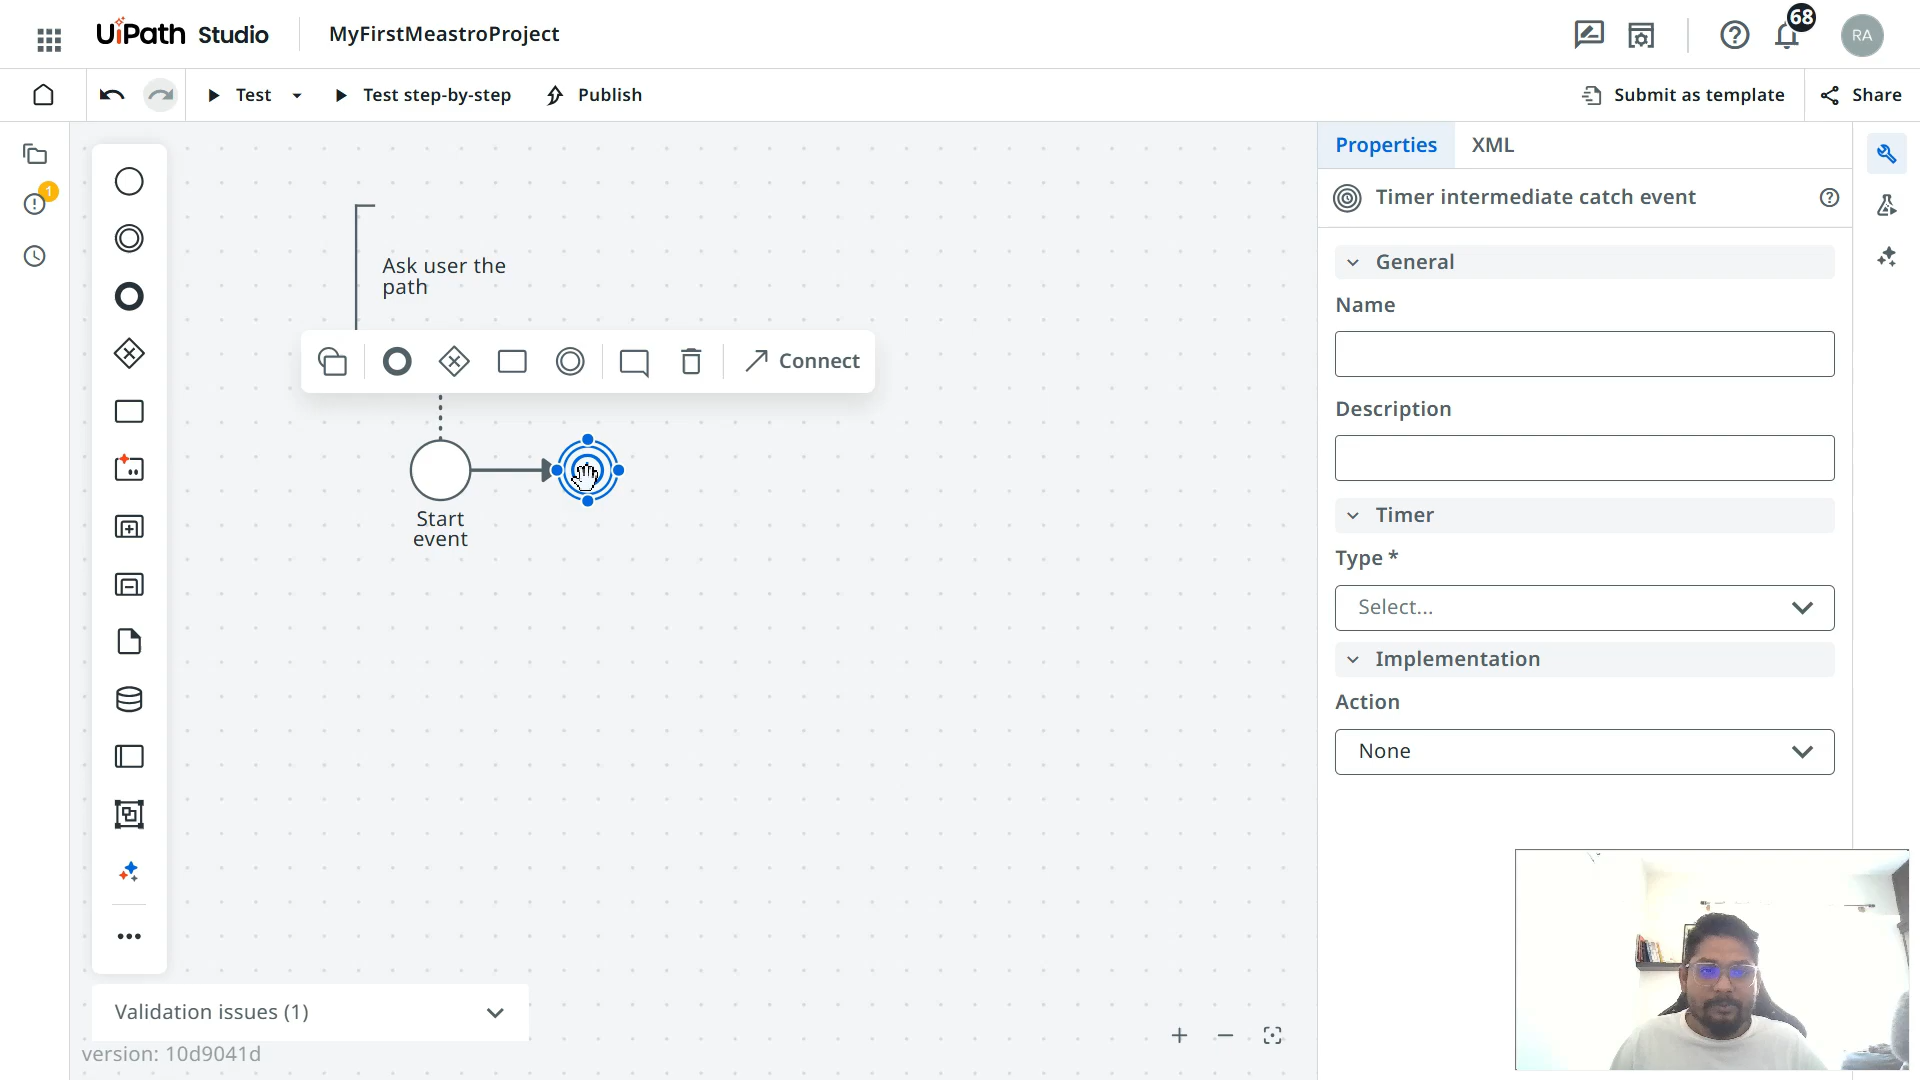 UiPath Studio
MyFirstMeastroProject
68
RA
Test
Test step-by-step
Publish
Submit as template
Share
1
Properties
XML
Timer intermediate catch event
General
Name
Description
Timer
Type *
Select...
Implementation
Action
None
Ask user the
path
Connect
Start
event
Validation issues (1)
version: 10d9041d